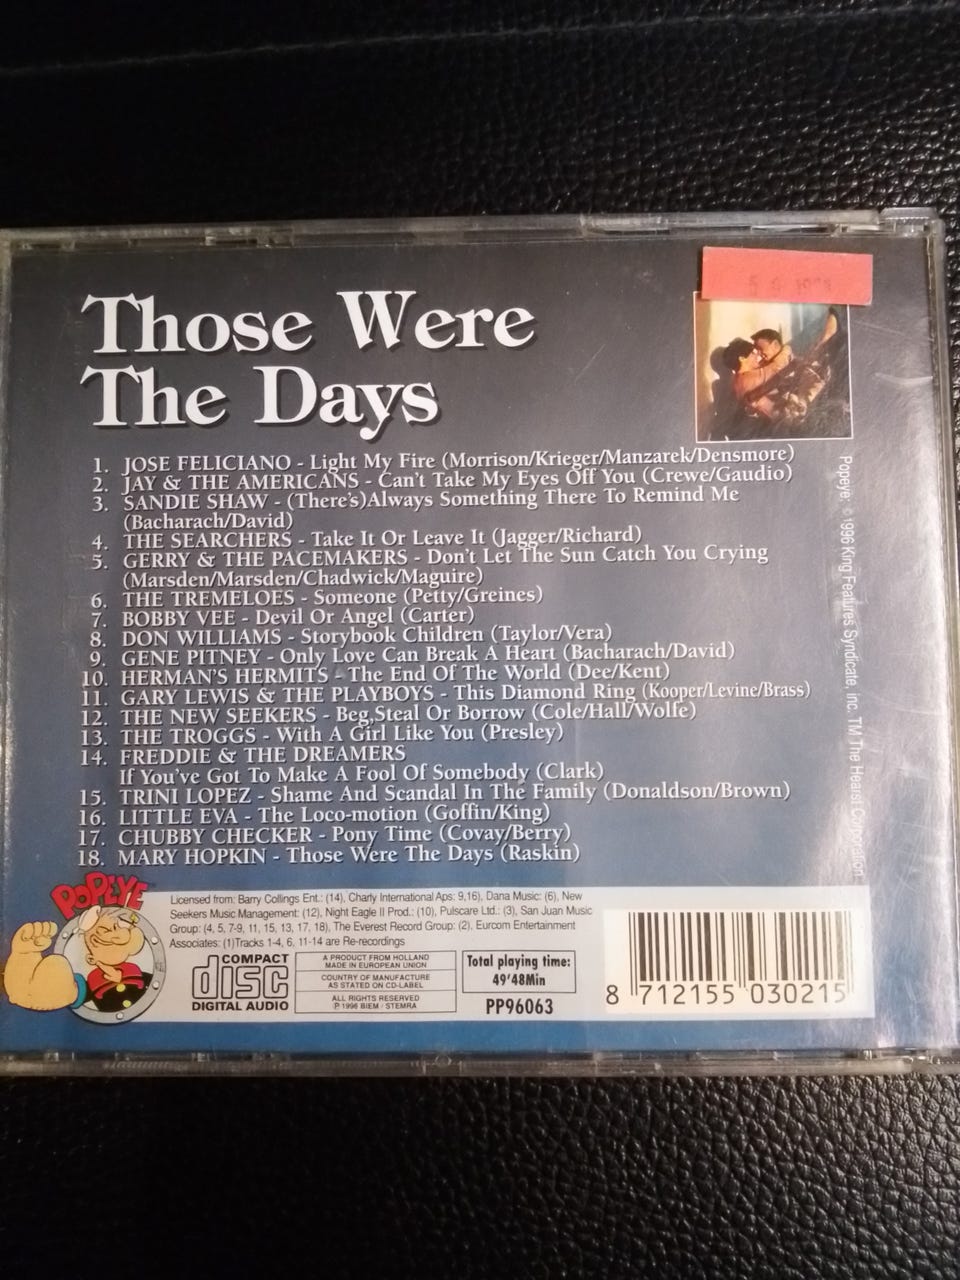 Those Were
The Days
1. JOSE FELICIANO - Light My Fire (Morrison/Krieger/Manzarek/Densmore)
2. JAY & THE AMERICANS - Can't Take My Eyes Off You (Crewe/Gaudio)
3. SANDIE SHAW - (There's)Always Something There To Remind Me
(Bacharach/David)
4. THE SEARCHERS - Take It Or Leave It (Jagger/Richard)
5. GERRY & THE PACEMAKERS - Don't Let The Sun Catch You Crying
(Marsden/Marsden/Chadwick/Maguire)
6. THE TREMELOES - Someone (Petty/Greines)
7. BOBBY VEE - Devil Or Angel (Carter)
8. DON WILLIAMS - Storybook Children (Taylor/Vera)
9. GENE PITNEY - Only Love Can Break A Heart (Bacharach/David)
10. HERMAN'S HERMITS - The End Of The World (Dee/Kent)
11. GARY LEWIS & THE PLAYBOYS - This Diamond Ring (Kooper/Levine/Brass)
12. THE NEW SEEKERS - Beg,Steal Or Borrow (Cole/Hall/Wolfe)
13. THE TROGGS - With A Girl Like You (Presley)
14. FREDDIE & THE DREAMERS
If You've Got To Make A Fool Of Somebody (Clark)
15. TRINI LOPEZ - Shame And Scandal In The Family (Donaldson/Brown)
16. LITTLE EVA - The Loco-motion (Goffin/King)
17. CHUBBY CHECKER - Pony Time (Covay/Berry)
18. MARY HOPKIN - Those Were The Days (Raskin)
Popeye: ©1996 King Features Syndicate, inc. TM The Hearst Corporation
POPEYE
Licensed from: Barry Collings Ent.: (14), Charly International Aps: 9,16), Dana Music: (6), New
Seekers Music Management: (12), Night Eagle II Prod.: (10), Pulscare Ltd.: (3), San Juan Music
Group: (4, 5, 7-9, 11, 15, 13, 17, 18), The Everest Record Group: (2), Eurcom Entertainment
Associates: (1)Tracks 1-4, 6, 11-14 are Re-recordings
COMPACT
disc
DIGITAL AUDIO
A PRODUCT FROM HOLLAND
MADE IN EUROPEAN UNION
COUNTRY OF MANUFACTURE
AS STATED ON CD-LABEL
ALL RIGHTS RESERVED
℗ 1996 BIEM / STEMRA
Total playing time:
49'48Min
PP96063
8 712155 030215